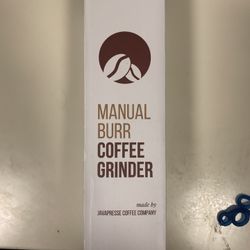 MANUAL
BURR
COFFEE
GRINDER
made by
JAVAPRESSE COFFEE COMPANY